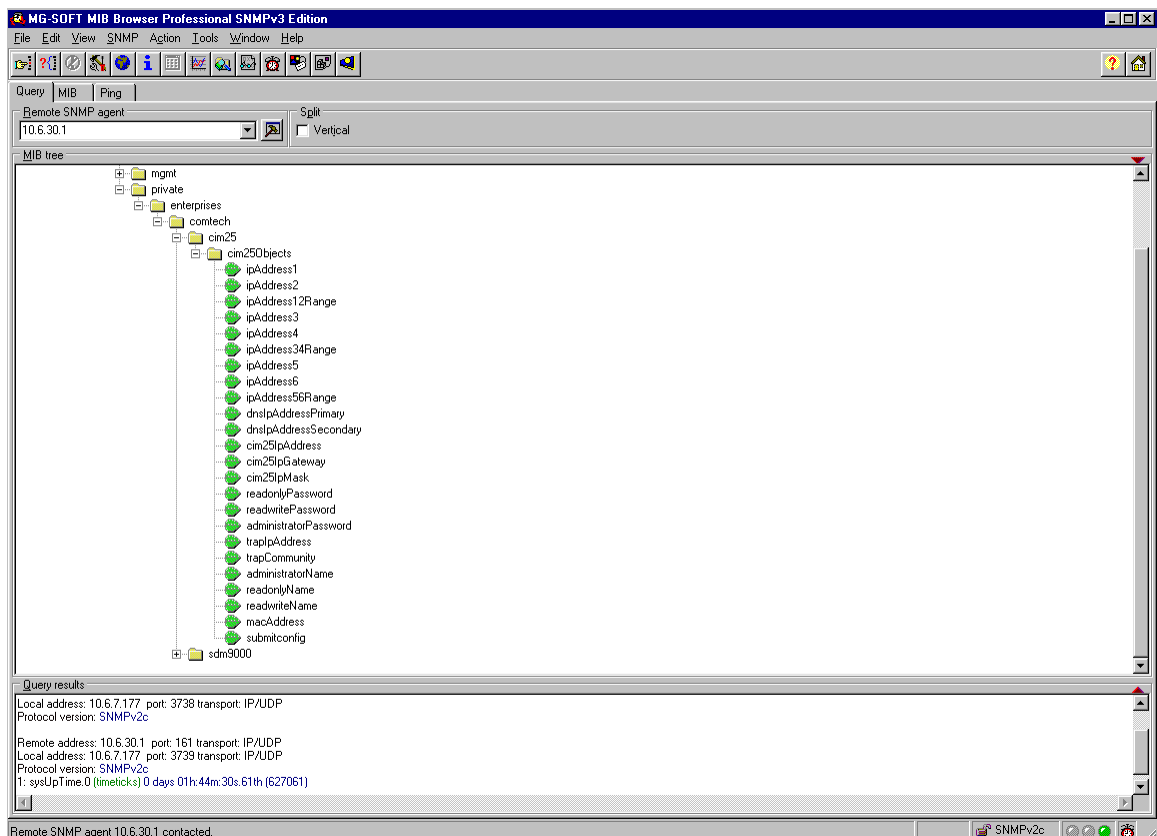 MG-SOFT MIB Browser Professional SNMPv3 Edition
File Edit View SNMP Action Tools Window Help
Query MIB Ping
Remote SNMP agent
Split
10.6.30.1
Vertical
MIB tree
mgmt
private
enterprises
comtech
cim25
cim25Objects
ipAddress1
ipAddress2
ipAddress12Range
ipAddress3
ipAddress4
ipAddress34Range
ipAddress5
ipAddress6
ipAddress56Range
dnsIpAddressPrimary
dnsIpAddressSecondary
cim25IpAddress
cim25IpGateway
cim25IpMask
readonlyPassword
readwritePassword
administratorPassword
trapIpAddress
trapCommunity
administratorName
readonlyName
readwriteName
macAddress
submitconfig
sdm9000
Query results
Local address: 10.6.7.177 port: 3738 transport: IP/UDP
Protocol version: SNMPv2c
Remote address: 10.6.30.1 port: 161 transport: IP/UDP
Local address: 10.6.7.177 port: 3739 transport: IP/UDP
Protocol version: SNMPv2c
1: sysUpTime.0 (timeticks) 0 days 01h:44m:30s.61th (627061)
Remote SNMP agent 10.6.30.1 contacted.
SNMPv2c